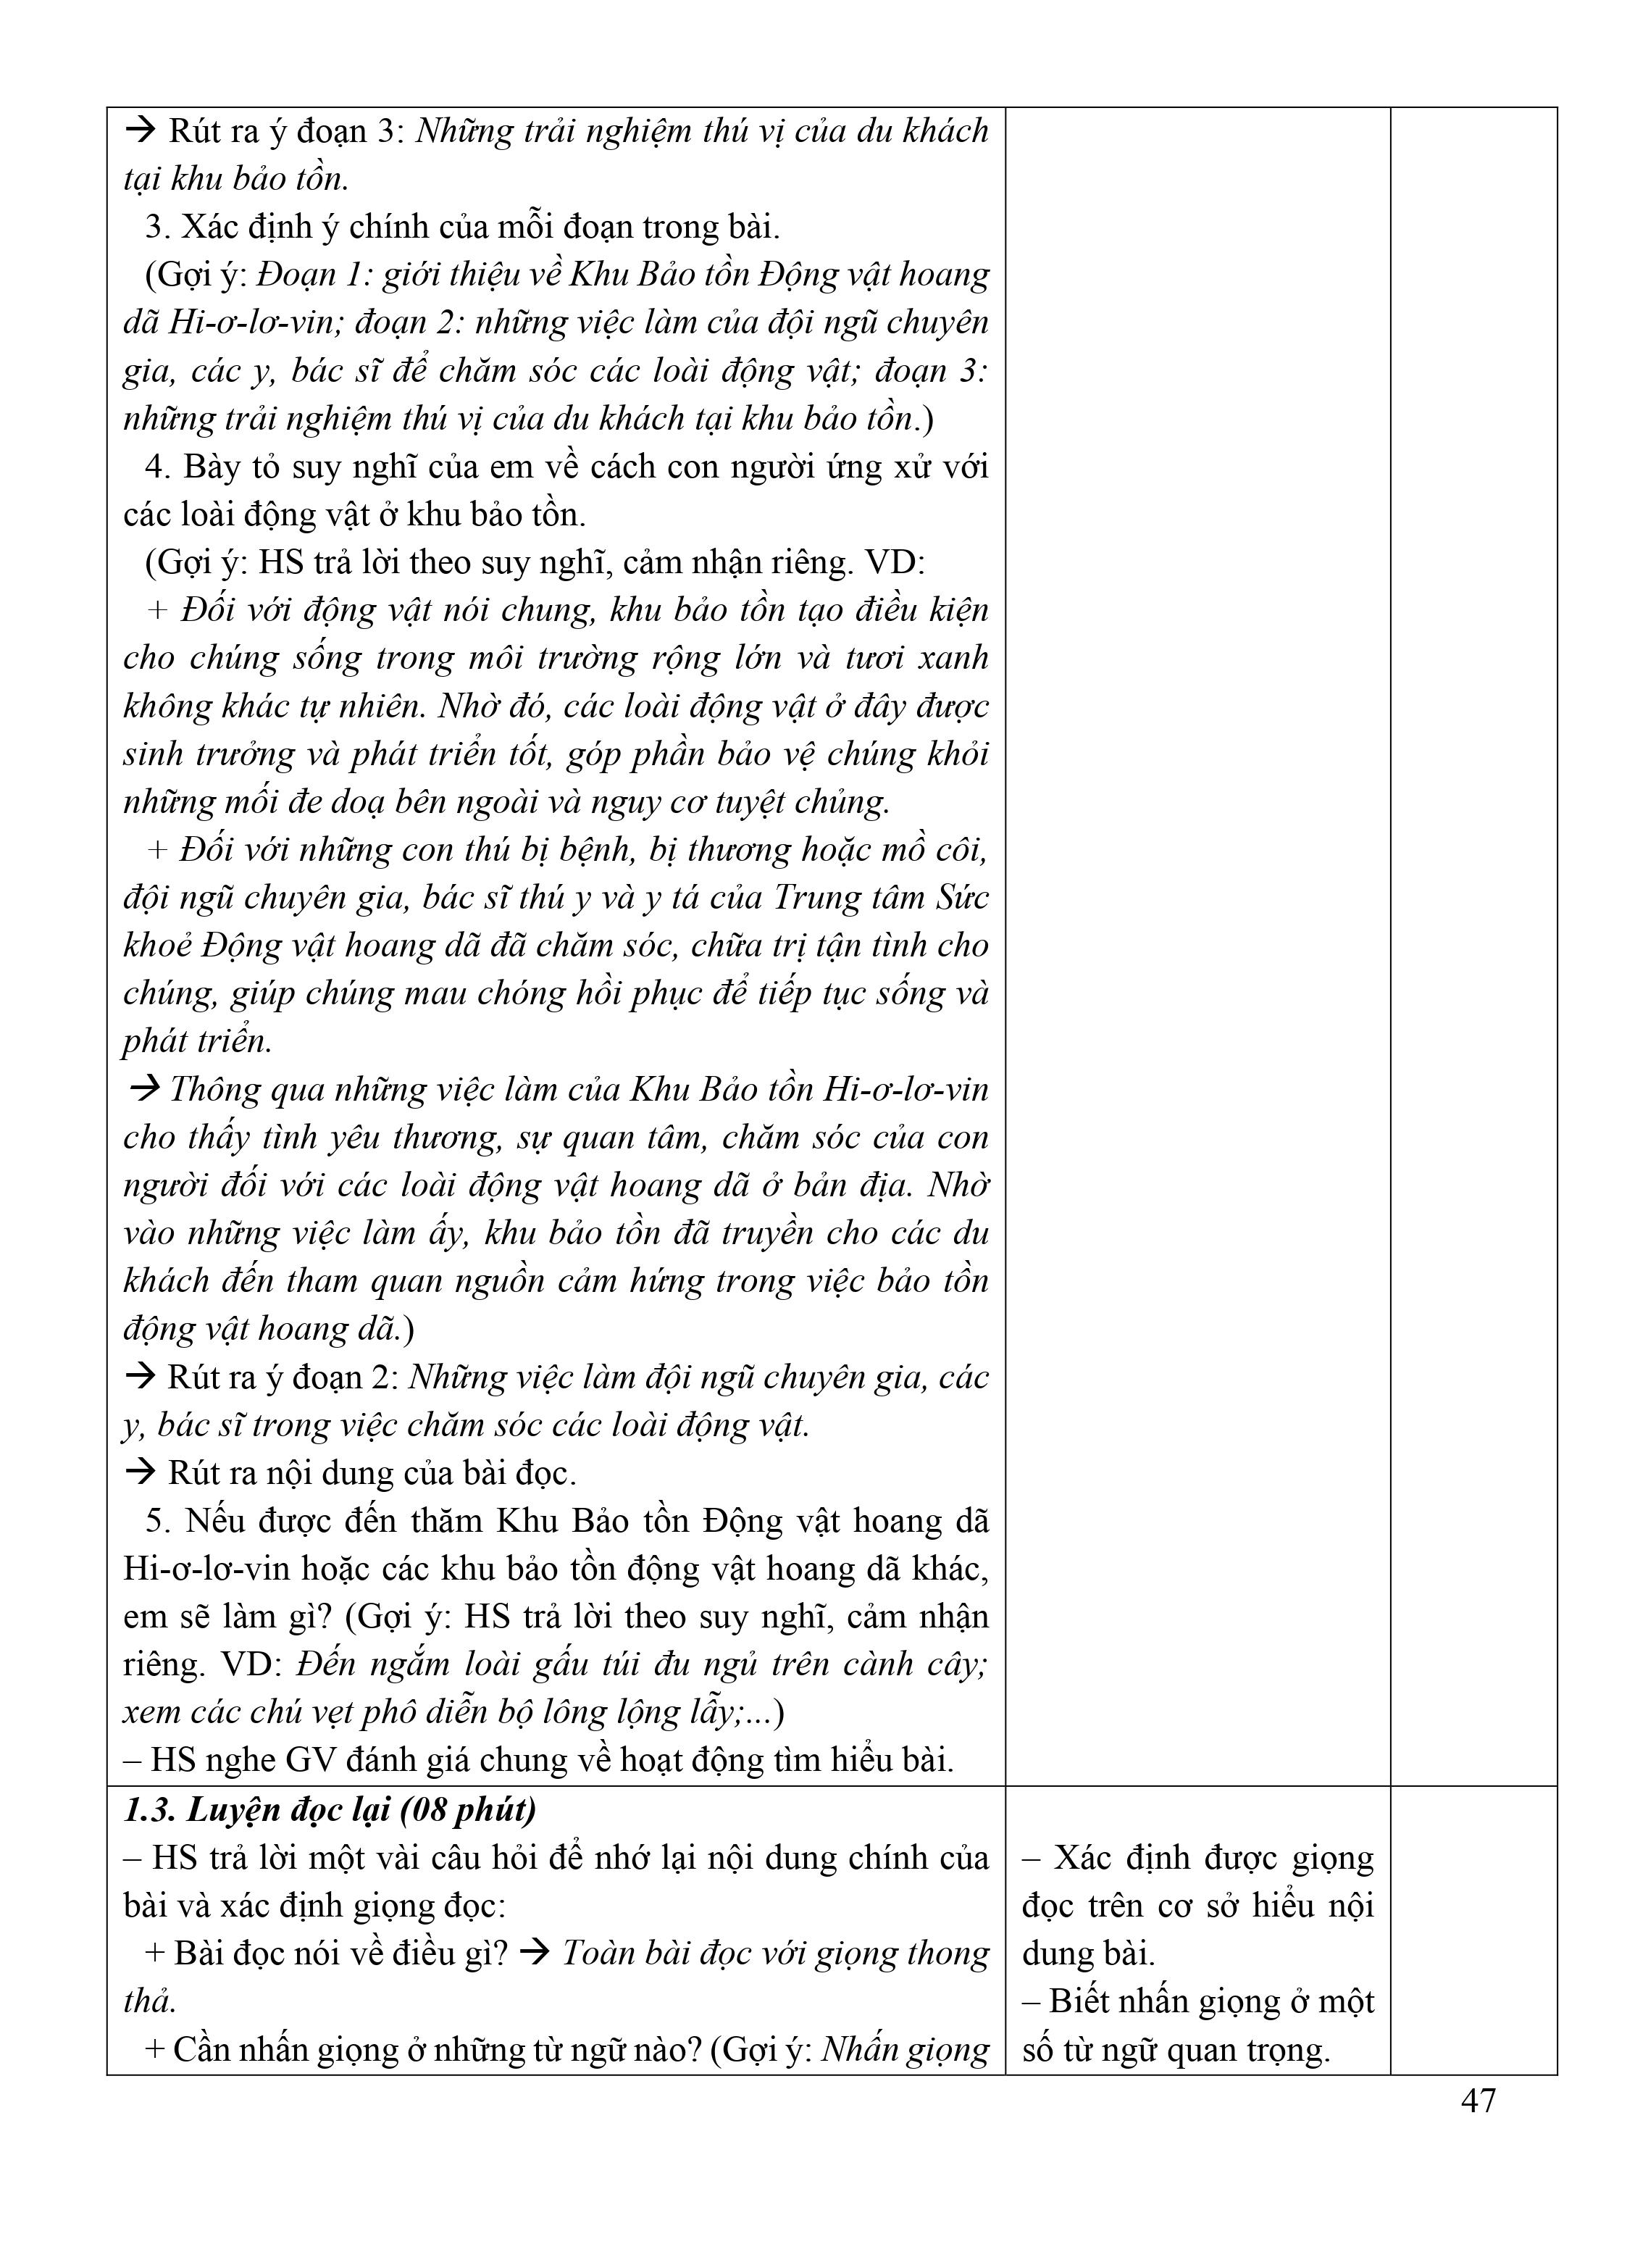 → Rút ra ý đoạn 3: Những trải nghiệm thú vị của du khách
tại khu bảo tồn.
3. Xác định ý chính của mỗi đoạn trong bài.
(Gợi ý: Đoạn 1: giới thiệu về Khu Bảo tồn Động vật hoang
dã Hi-ơ-lơ-vin; đoạn 2: những việc làm của đội ngũ chuyên
gia, các y, bác sĩ để chăm sóc các loài động vật; đoạn 3:
những trải nghiệm thú vị của du khách tại khu bảo tồn.)
4. Bày tỏ suy nghĩ của em về cách con người ứng xử với
các loài động vật ở khu bảo tồn.
(Gợi ý: HS trả lời theo suy nghĩ, cảm nhận riêng. VD:
+ Đối với động vật nói chung, khu bảo tồn tạo điều kiện
cho chúng sống trong môi trường rộng lớn và tươi xanh
không khác tự nhiên. Nhờ đó, các loài động vật ở đây được
sinh trưởng và phát triển tốt, góp phần bảo vệ chúng khỏi
những mối đe doạ bên ngoài và nguy cơ tuyệt chủng.
+ Đối với những con thú bị bệnh, bị thương hoặc mồ côi,
đội ngũ chuyên gia, bác sĩ thú y và y tá của Trung tâm Sức
khoẻ Động vật hoang dã đã chăm sóc, chữa trị tận tình cho
chúng, giúp chúng mau chóng hồi phục để tiếp tục sống và
phát triển.
→ Thông qua những việc làm của Khu Bảo tồn Hi-ơ-lơ-vin
cho thấy tình yêu thương, sự quan tâm, chăm sóc của con
người đối với các loài động vật hoang dã ở bản địa. Nhờ
vào những việc làm ấy, khu bảo tồn đã truyền cho các du
khách đến tham quan nguồn cảm hứng trong việc bảo tồn
động vật hoang dã.)
→ Rút ra ý đoạn 2: Những việc làm đội ngũ chuyên gia, các
y, bác sĩ trong việc chăm sóc các loài động vật.
→ Rút ra nội dung của bài đọc.
5. Nếu được đến thăm Khu Bảo tồn Động vật hoang dã
Hi-ơ-lơ-vin hoặc các khu bảo tồn động vật hoang dã khác,
em sẽ làm gì? (Gợi ý: HS trả lời theo suy nghĩ, cảm nhận
riêng. VD: Đến ngắm loài gấu túi đu ngủ trên cành cây;
xem các chú vẹt phô diễn bộ lông lộng lẫy;...)
– HS nghe GV đánh giá chung về hoạt động tìm hiểu bài.
1.3. Luyện đọc lại (08 phút)
– HS trả lời một vài câu hỏi để nhớ lại nội dung chính của
bài và xác định giọng đọc:
+ Bài đọc nói về điều gì? → Toàn bài đọc với giọng thong
thả.
+ Cần nhấn giọng ở những từ ngữ nào? (Gợi ý: Nhấn giọng
– Xác định được giọng
đọc trên cơ sở hiểu nội
dung bài.
– Biết nhấn giọng ở một
số từ ngữ quan trọng.
47